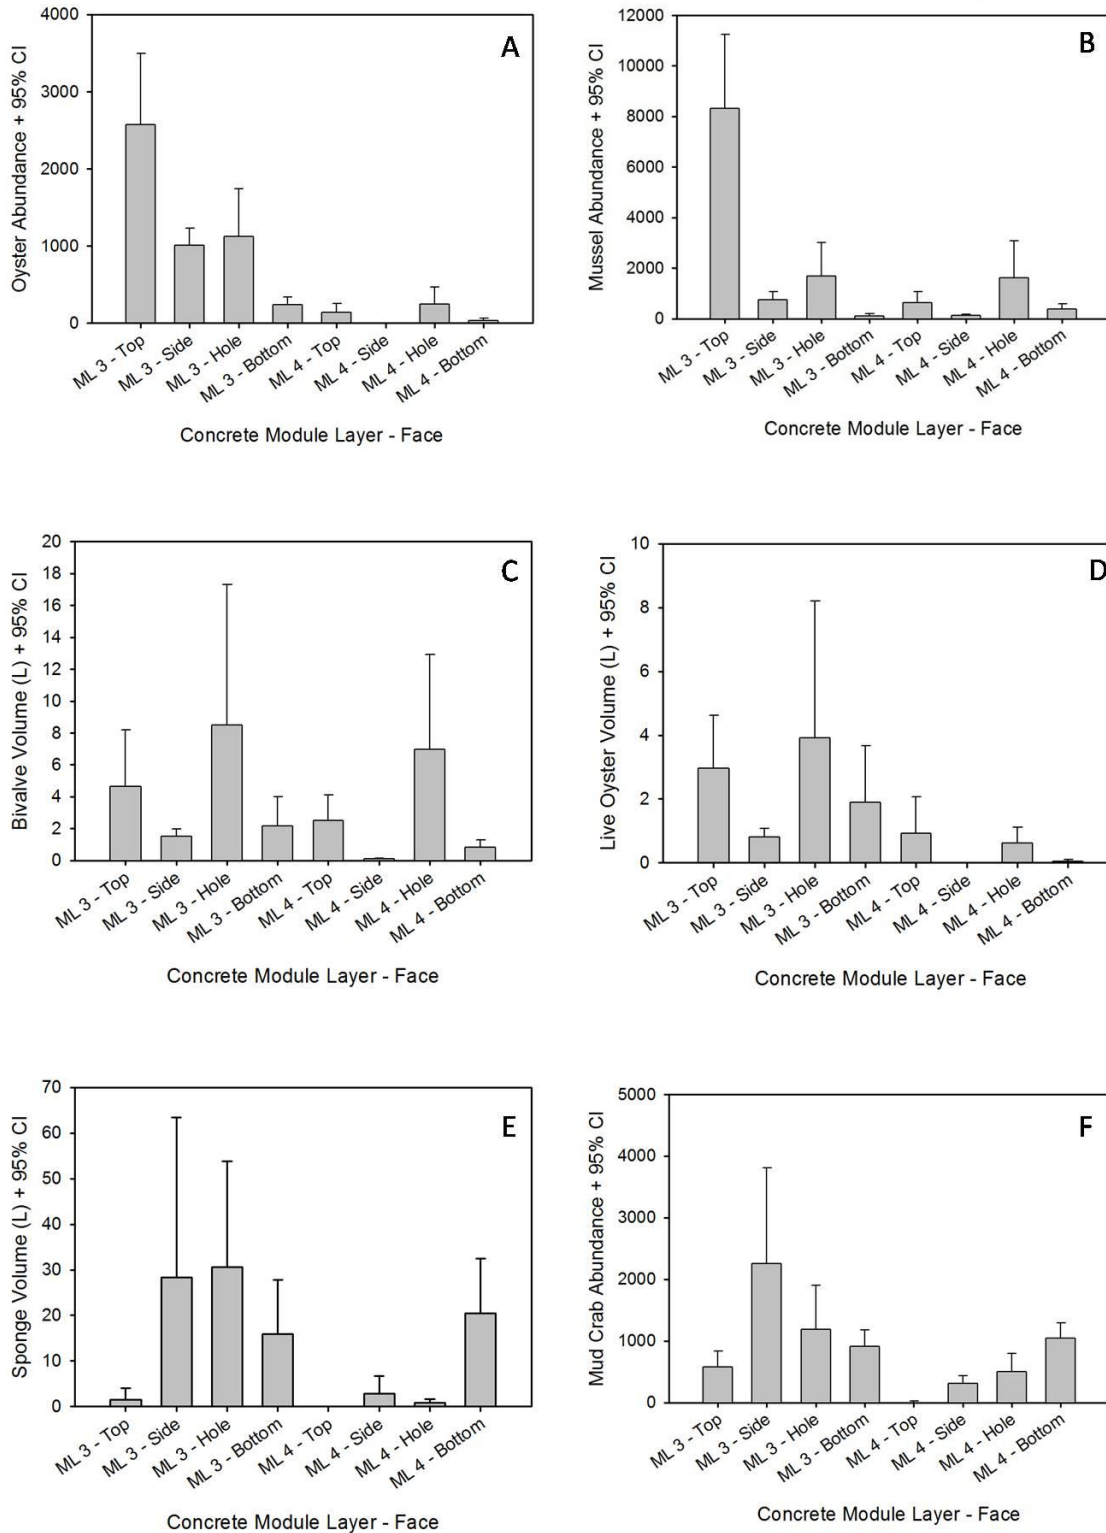 A
Oyster Abundance + 95% CI
4000
3000
2000
1000
0
ML 3 - Top
ML 3 - Side
ML 3 - Hole
ML 3 - Bottom
ML 4 - Top
ML 4 - Side
ML 4 - Hole
ML 4 - Bottom
Concrete Module Layer - Face
B
Mussel Abundance + 95% CI
12000
10000
8000
6000
4000
2000
0
ML 3 - Top
ML 3 - Side
ML 3 - Hole
ML 3 - Bottom
ML 4 - Top
ML 4 - Side
ML 4 - Hole
ML 4 - Bottom
Concrete Module Layer - Face
C
Bivalve Volume (L) + 95% CI
20
18
16
14
12
10
8
6
4
2
0
ML 3 - Top
ML 3 - Side
ML 3 - Hole
ML 3 - Bottom
ML 4 - Top
ML 4 - Side
ML 4 - Hole
ML 4 - Bottom
Concrete Module Layer - Face
D
Live Oyster Volume (L) + 95% CI
10
8
6
4
2
0
ML 3 - Top
ML 3 - Side
ML 3 - Hole
ML 3 - Bottom
ML 4 - Top
ML 4 - Side
ML 4 - Hole
ML 4 - Bottom
Concrete Module Layer - Face
E
Sponge Volume (L) + 95% CI
70
60
50
40
30
20
10
0
ML 3 - Top
ML 3 - Side
ML 3 - Hole
ML 3 - Bottom
ML 4 - Top
ML 4 - Side
ML 4 - Hole
ML 4 - Bottom
Concrete Module Layer - Face
F
Mud Crab Abundance + 95% CI
5000
4000
3000
2000
1000
0
ML 3 - Top
ML 3 - Side
ML 3 - Hole
ML 3 - Bottom
ML 4 - Top
ML 4 - Side
ML 4 - Hole
ML 4 - Bottom
Concrete Module Layer - Face